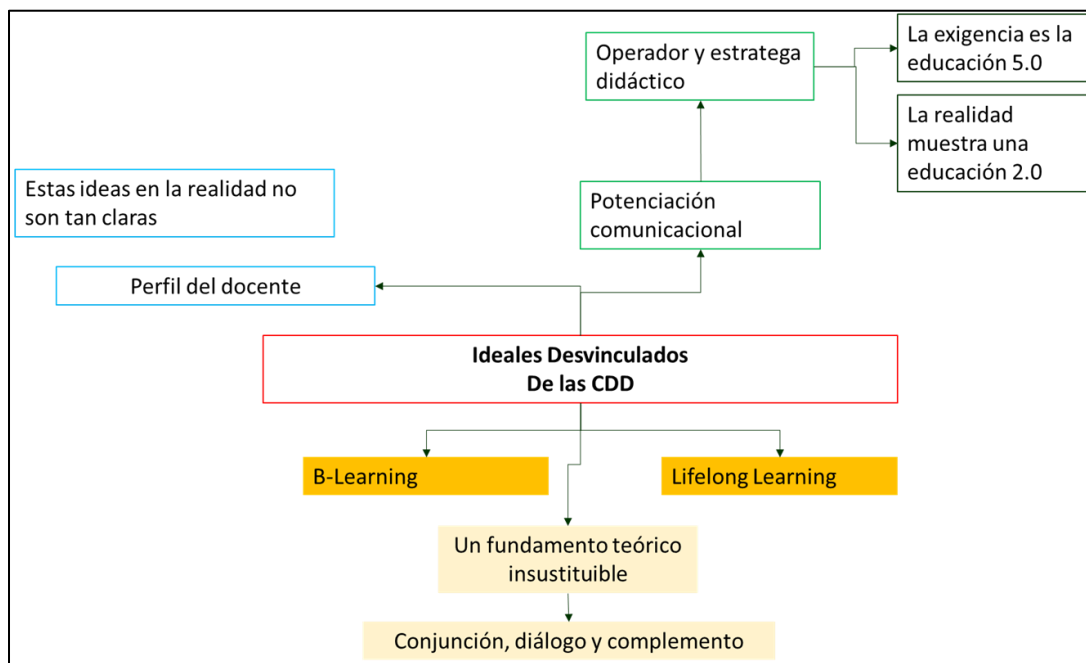 Operador y estratega
didáctico
La exigencia es la
educación 5.0
La realidad
muestra una
educación 2.0
Estas ideas en la realidad no
son tan claras
Potenciación
comunicacional
Perfil del docente
Ideales Desvinculados
De las CDD
B-Learning
Lifelong Learning
Un fundamento teórico
insustituible
Conjunción, diálogo y complemento